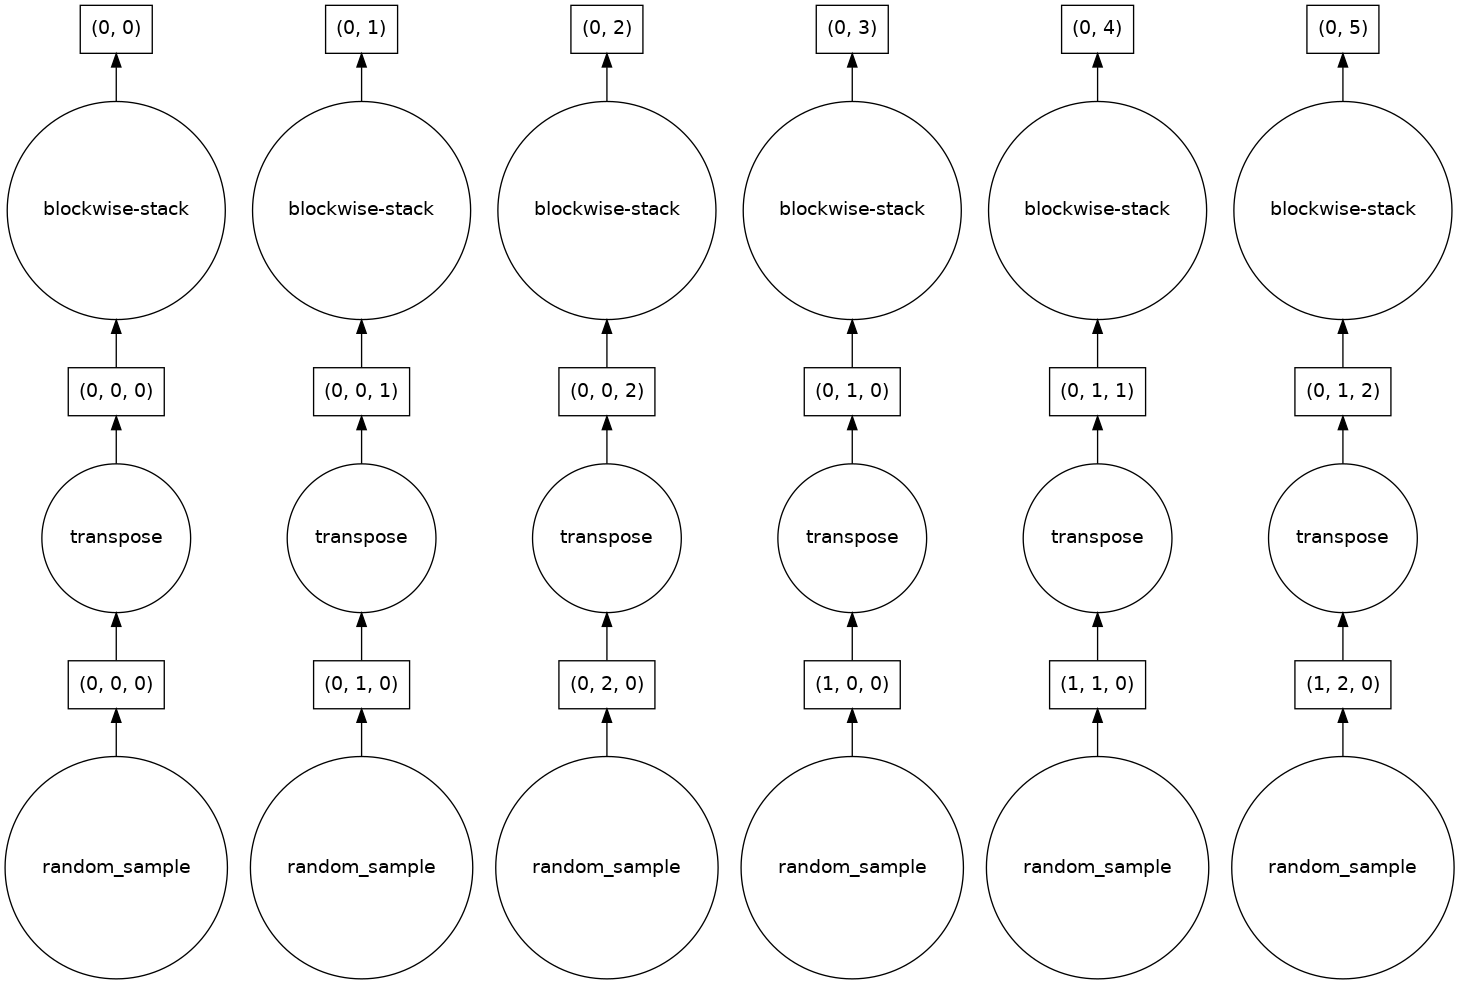 (0, 0) (0, 1) (0, 2) (0, 3) (0, 4) (0, 5)
blockwise-stack blockwise-stack blockwise-stack blockwise-stack blockwise-stack blockwise-stack
(0, 0, 0) (0, 0, 1) (0, 0, 2) (0, 1, 0) (0, 1, 1) (0, 1, 2)
transpose transpose transpose transpose transpose transpose
(0, 0, 0) (0, 1, 0) (0, 2, 0) (1, 0, 0) (1, 1, 0) (1, 2, 0)
random_sample random_sample random_sample random_sample random_sample random_sample